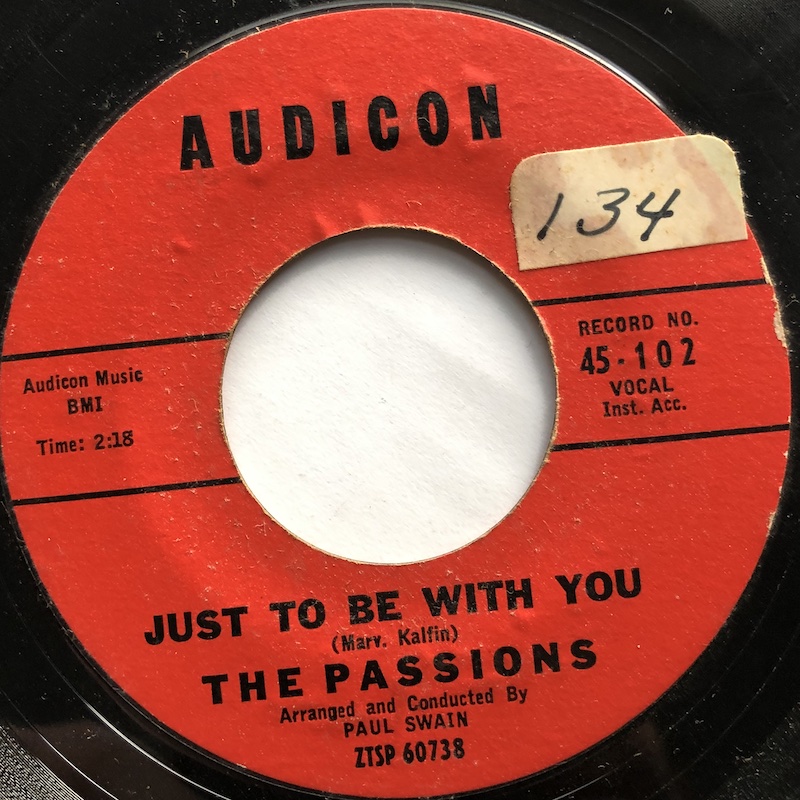 AUDICON
134
Audicon Music
BMI
Time: 2:18
RECORD NO.
45-102
VOCAL
Inst. Acc.
JUST TO BE WITH YOU
(Marv. Kalfin)
THE PASSIONS
Arranged and Conducted By
PAUL SWAIN
ZTSP 60738